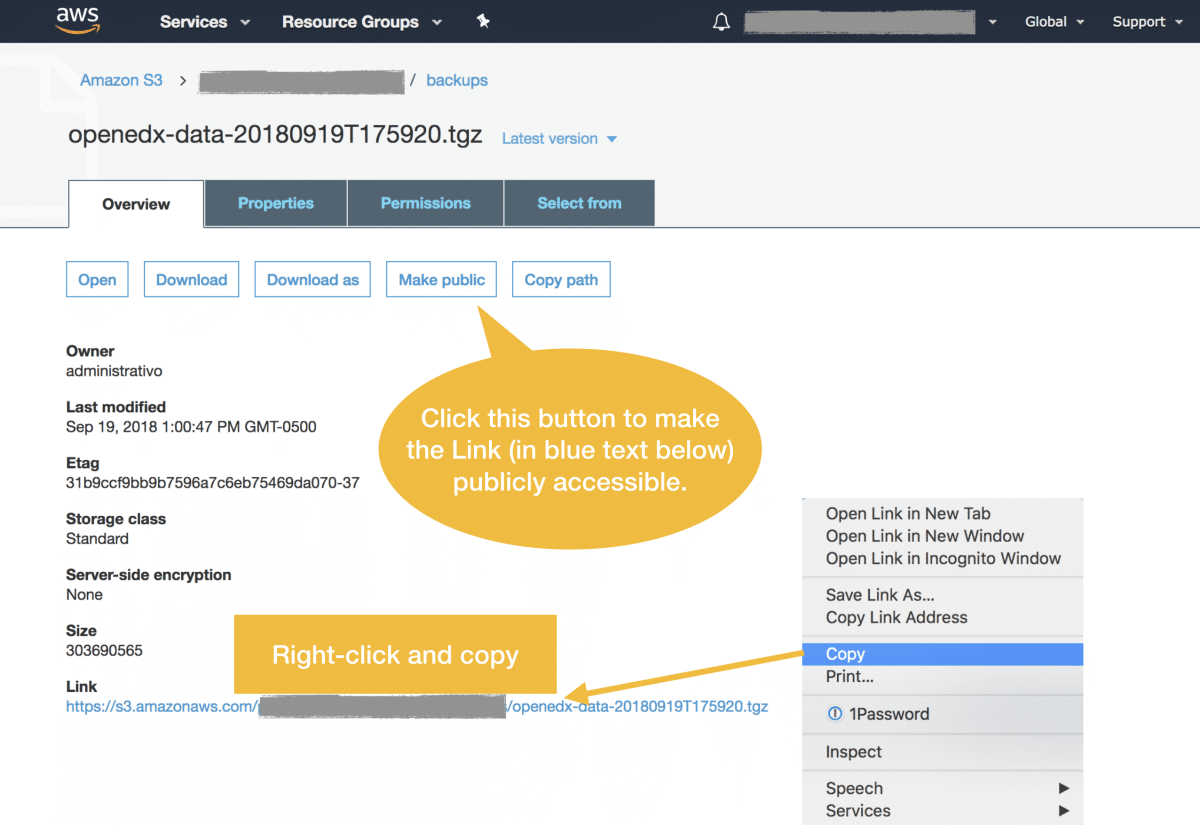 aws Services Resource Groups Global Support
Amazon S3 > / backups
openedx-data-20180919T175920.tgz Latest version
Overview Properties Permissions Select from
Open Download Download as Make public Copy path
Owner
administrativo
Last modified
Sep 19, 2018 1:00:47 PM GMT-0500
Etag
31b9ccf9bb9b7596a7c6eb75469da070-37
Storage class
Standard
Server-side encryption
None
Size
303690565
Link
https://s3.amazonaws.com/ /openedx-data-20180919T175920.tgz
Click this button to make
the Link (in blue text below)
publicly accessible.
Right-click and copy
Open Link in New Tab
Open Link in New Window
Open Link in Incognito Window
Save Link As...
Copy Link Address
Copy
Print...
1Password
Inspect
Speech
Services